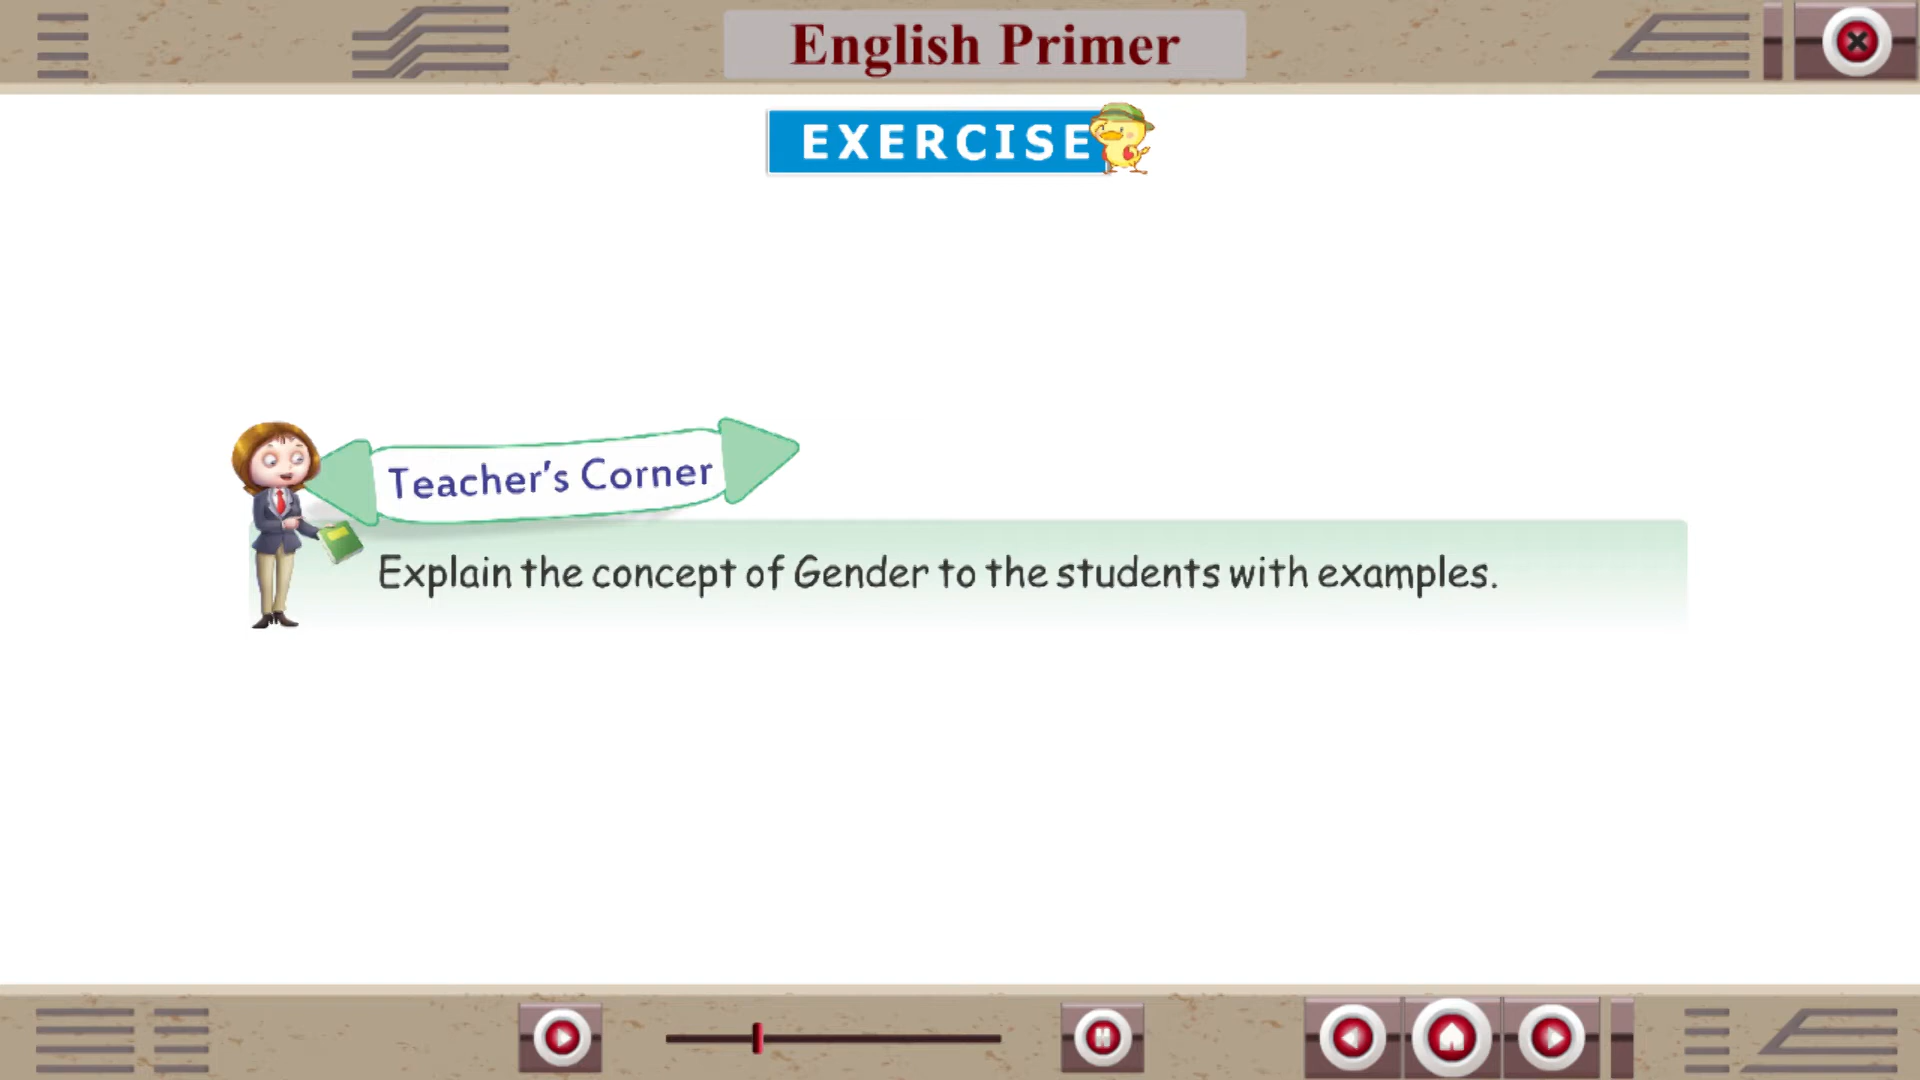 English Primer
EXERCISE
Teacher's Corner
Explain the concept of Gender to the students with examples.